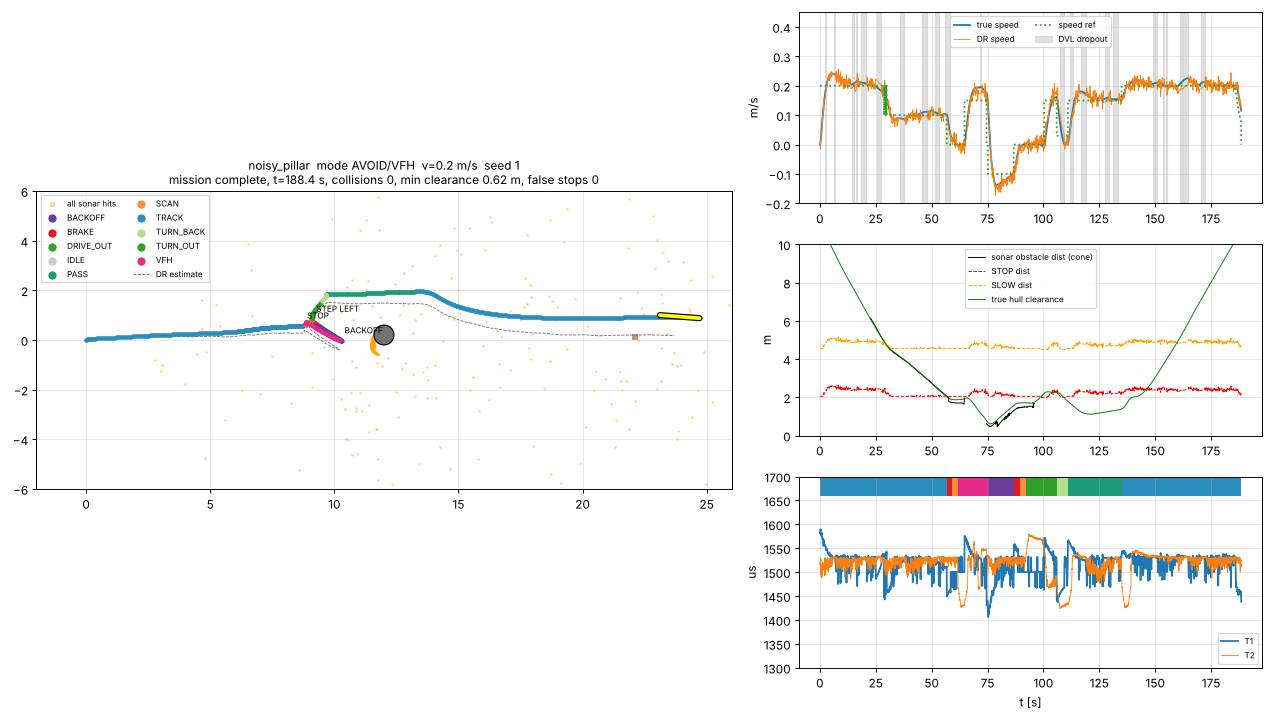 noisy_pillar  mode AVOID/VFH  v=0.2 m/s  seed 1
mission complete, t=188.4 s, collisions 0, min clearance 0.62 m, false stops 0
all sonar hits
BACKOFF
BRAKE
DRIVE_OUT
IDLE
PASS
SCAN
TRACK
TURN_BACK
TURN_OUT
VFH
DR estimate
STEP LEFT
STOP
BACKOFF
6
4
2
0
−2
−4
−6
0
5
10
15
20
25
true speed
DR speed
speed ref
DVL dropout
m/s
0.4
0.3
0.2
0.1
0.0
−0.1
−0.2
0
25
50
75
100
125
150
175
sonar obstacle dist (cone)
STOP dist
SLOW dist
true hull clearance
m
10
8
6
4
2
0
0
25
50
75
100
125
150
175
us
1700
1650
1600
1550
1500
1450
1400
1350
1300
T1
T2
0
25
50
75
100
125
150
175
t [s]